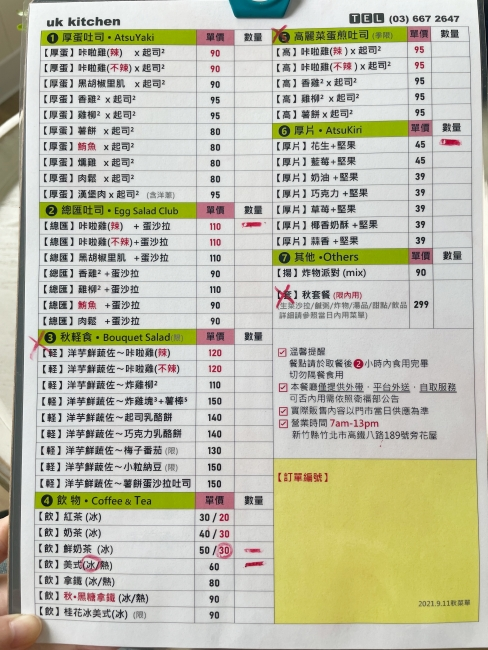 uk kitchen
TEL (03) 667 2647
1 厚蛋吐司・AtsuYaki 單價 數量
【厚蛋】咔啦雞(辣) x 起司² 90
【厚蛋】咔啦雞(不辣) x 起司² 90
【厚蛋】黑胡椒里肌 x 起司² 90
【厚蛋】香雞² x 起司² 95
【厚蛋】雞柳² x 起司² 95
【厚蛋】薯餅 x 起司² 80
【厚蛋】鮪魚 x 起司² 80
【厚蛋】燻雞 x 起司² 80
【厚蛋】肉鬆 x 起司² 80
【厚蛋】漢堡肉 x 起司² (含洋蔥) 95
2 總匯吐司・Egg Salad Club 單價 數量
【總匯】咔啦雞(辣) +蛋沙拉 110
【總匯】咔啦雞(不辣)+蛋沙拉 110
【總匯】黑胡椒里肌 +蛋沙拉 110
【總匯】香雞² +蛋沙拉 90
【總匯】雞柳² +蛋沙拉 110
【總匯】鮪魚 +蛋沙拉 90
【總匯】肉鬆 +蛋沙拉 90
3 秋輕食・Bouquet Salad(限) 單價 數量
【輕】洋芋鮮蔬佐～咔啦雞(辣) 120
【輕】洋芋鮮蔬佐～咔啦雞(不辣) 120
【輕】洋芋鮮蔬佐～炸雞柳² 110
【輕】洋芋鮮蔬佐～炸雞塊³+薯棒⁵ 150
【輕】洋芋鮮蔬佐～起司乳酪餅 140
【輕】洋芋鮮蔬佐～巧克力乳酪餅 140
【輕】洋芋鮮蔬佐～梅子番茄 (限) 130
【輕】洋芋鮮蔬佐～小粒納豆 (限) 150
【輕】洋芋鮮蔬佐～薯餅蛋沙拉吐司 150
4 飲 物・Coffee & Tea 單價 數量
【飲】紅茶 (冰) 30 / 20
【飲】奶茶 (冰) 40 / 30
【飲】鮮奶茶 (冰) 50 / 30
【飲】美式(冰/熱) 60
【飲】拿鐵 (冰/熱) 80
【飲】秋・黑糖拿鐵 (冰/熱) 90
【飲】桂花冰美式(冰) (限) 90
5 高麗菜蛋煎吐司 (季限) 單價 數量
【高】咔啦雞(辣) x 起司² 95
【高】咔啦雞(不辣) x 起司² 95
【高】香雞² x 起司² 95
【高】雞柳² x 起司² 95
【高】薯餅 x 起司² 95
6 厚片・AtsuKiri 單價 數量
【厚片】花生+堅果 45
【厚片】藍莓+堅果 45
【厚片】奶油 +堅果 39
【厚片】巧克力 +堅果 39
【厚片】草莓+堅果 39
【厚片】椰香奶酥 +堅果 39
【厚片】蒜香 +堅果 39
7 其他・Others 單價 數量
【揚】炸物派對 (mix) 90
【套】秋套餐 (限內用) 299
生菜沙拉/鹹粥/炸物/湯品/甜點/飲品
詳細請參照當日內用菜單)
溫馨提醒
餐點請於取餐後2小時內食用完畢
切勿隔餐食用
本餐廳僅提供外帶、平台外送、自取服務
可否內用需依照衛福部公告
實際販售內容以門市當日供應為準
營業時間 7am-13pm
新竹縣竹北市高鐵八路189號旁花屋
【訂單編號】
2021.9.11秋菜單